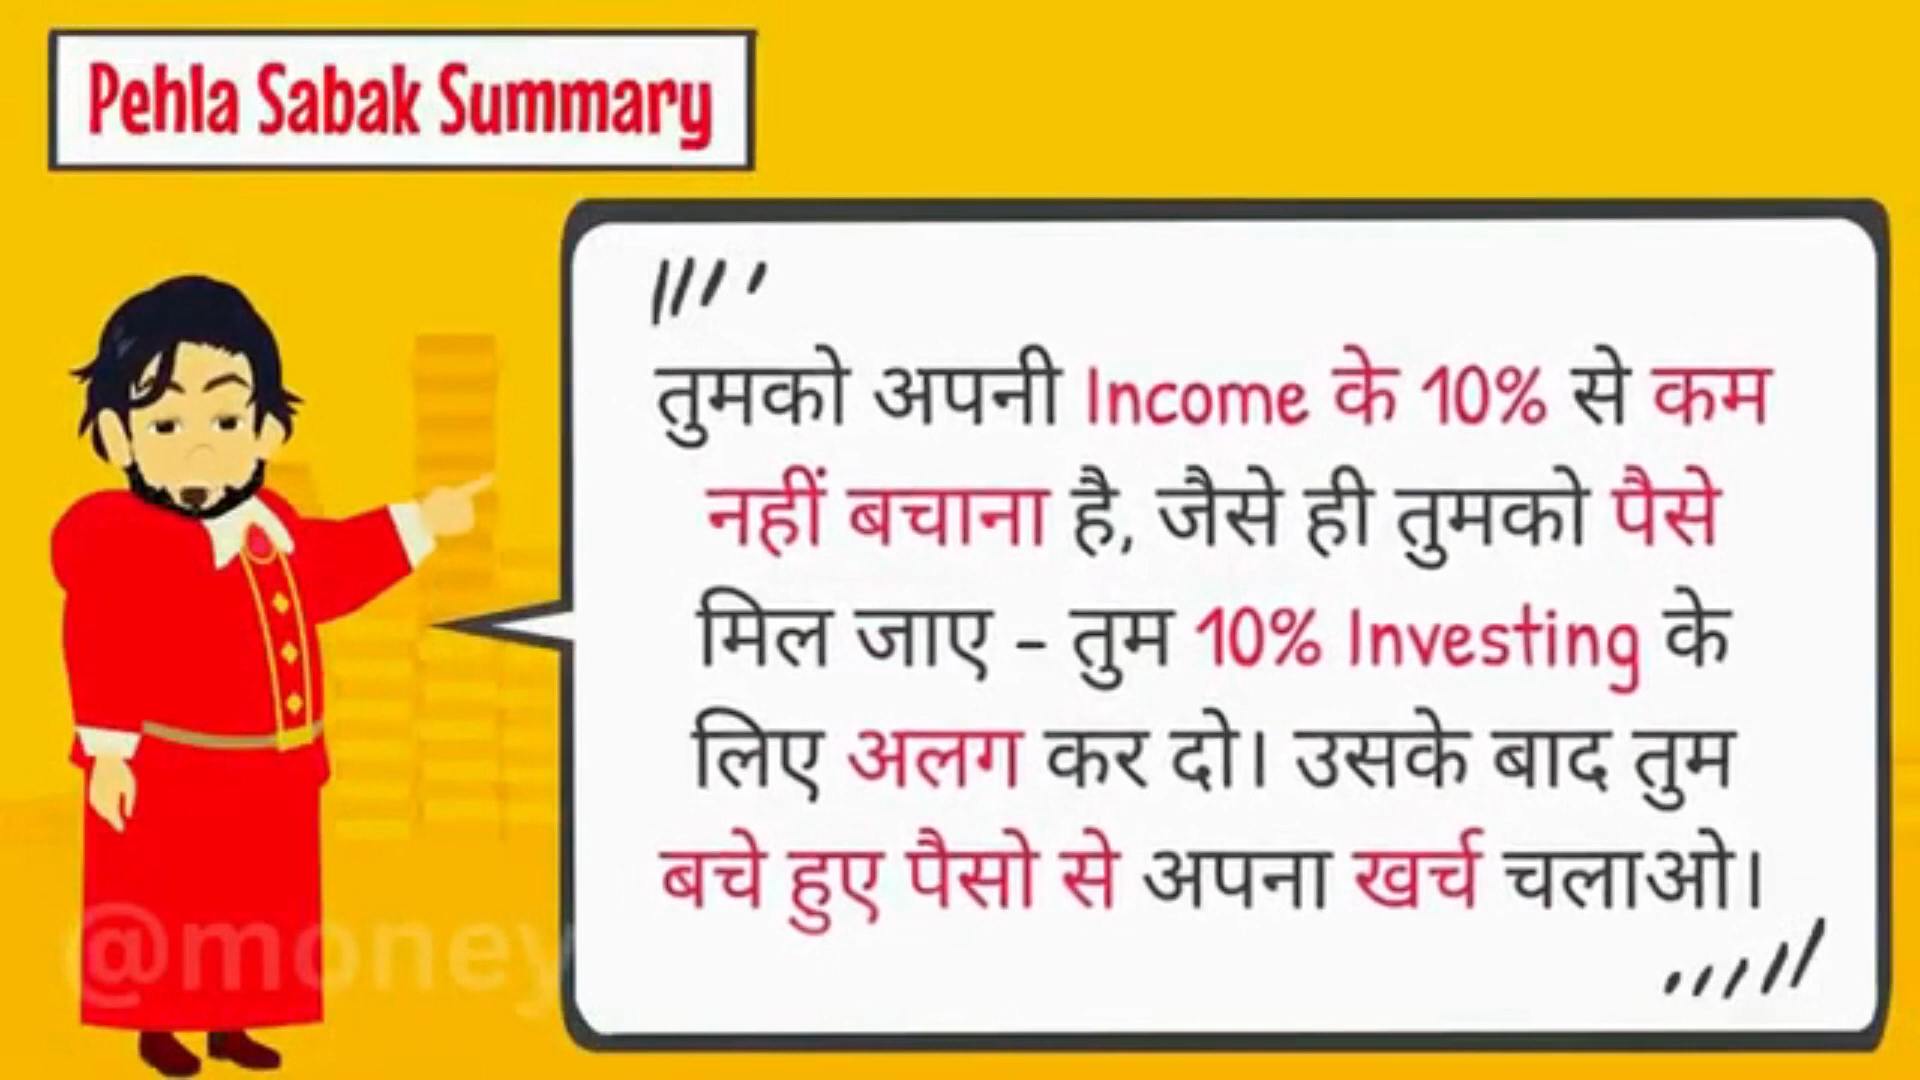 Pehla Sabak Summary
तुमको अपनी Income के 10% से कम
नहीं बचाना है, जैसे ही तुमको पैसे
मिल जाए - तुम 10% Investing के
लिए अलग कर दो। उसके बाद तुम
बचे हुए पैसो से अपना खर्च चलाओ।
@money